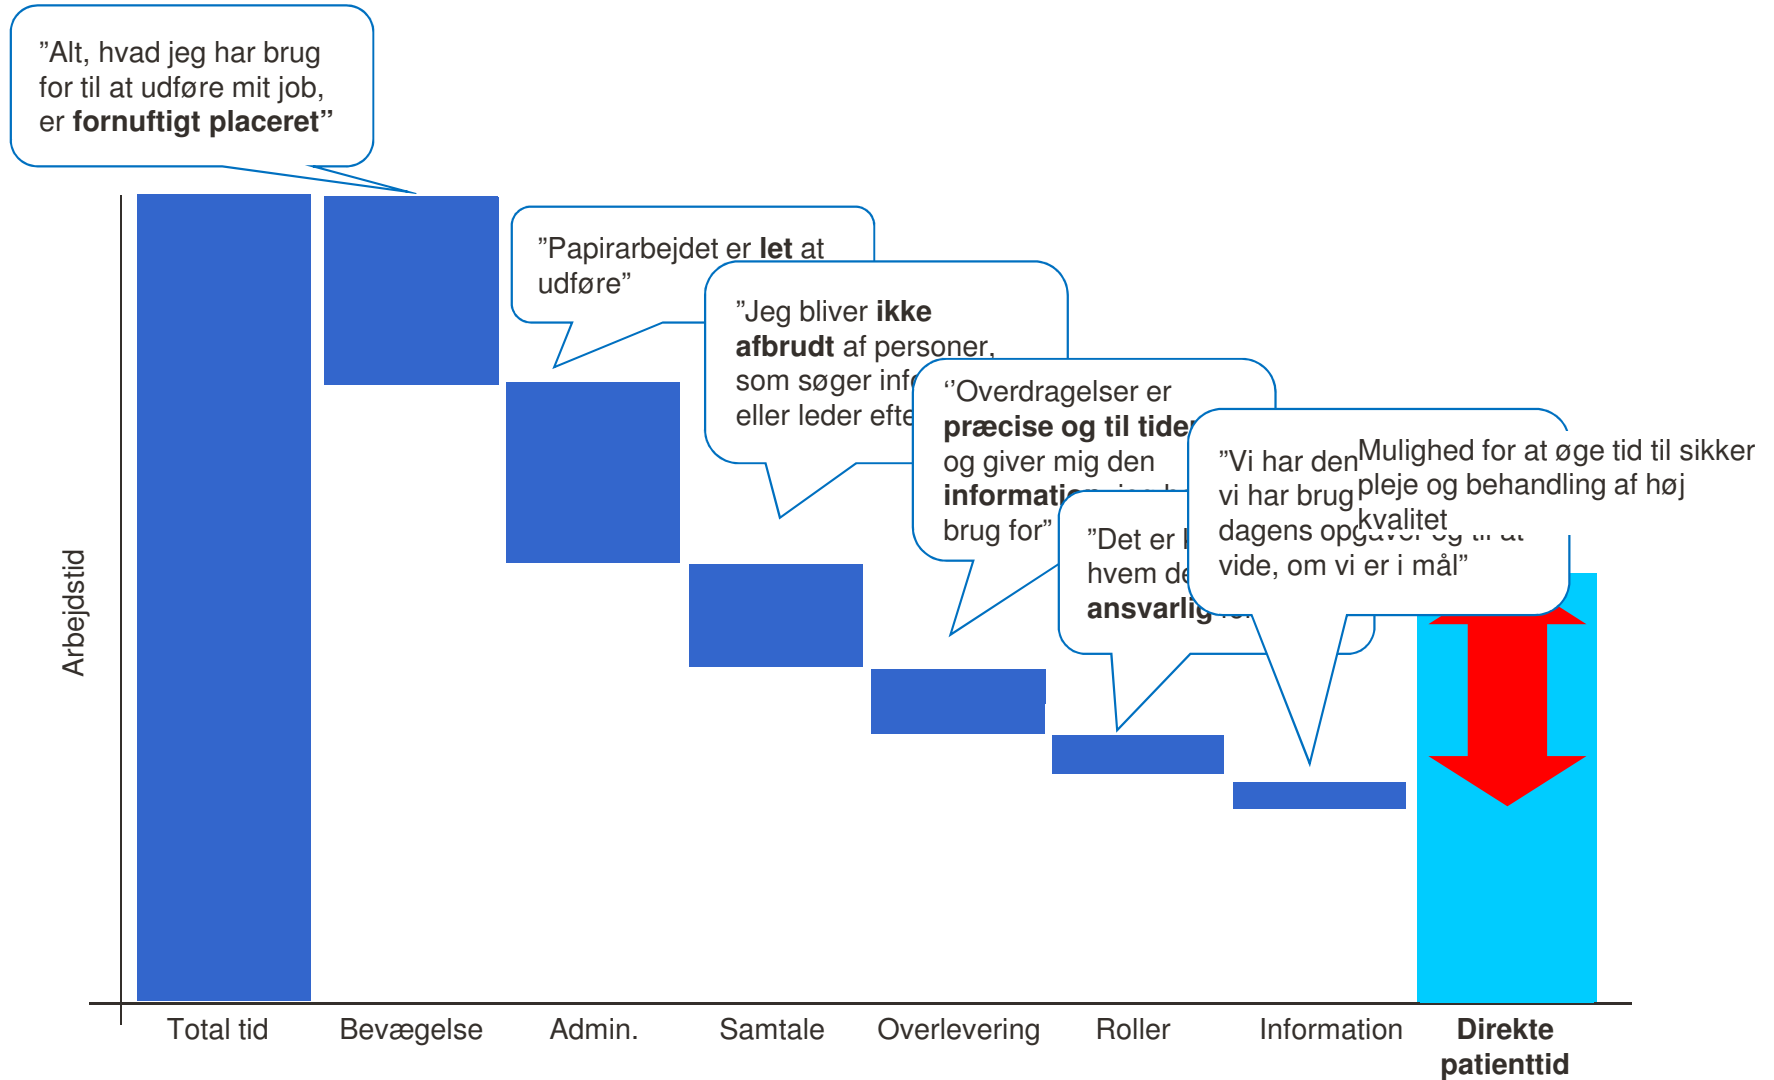 ”Alt, hvad jeg har brug
for til at udføre mit job,
er fornuftigt placeret”
”Papirarbejdet er let at
udføre”
”Jeg bliver ikke
afbrudt af personer,
som søger
eller leder
‘’Overdragelser er
præcise og til
og giver mig den
brug for”
”Det er
hvem
ansvarlig
”Vi har den
vi har brug
dagens
vide, om vi er i mål”
Mulighed for at øge tid til sikker
pleje og behandling af høj
kvalitet
Arbejdstid
Total tid
Bevægelse
Admin.
Samtale
Overlevering
Roller
Information
Direkte
patienttid